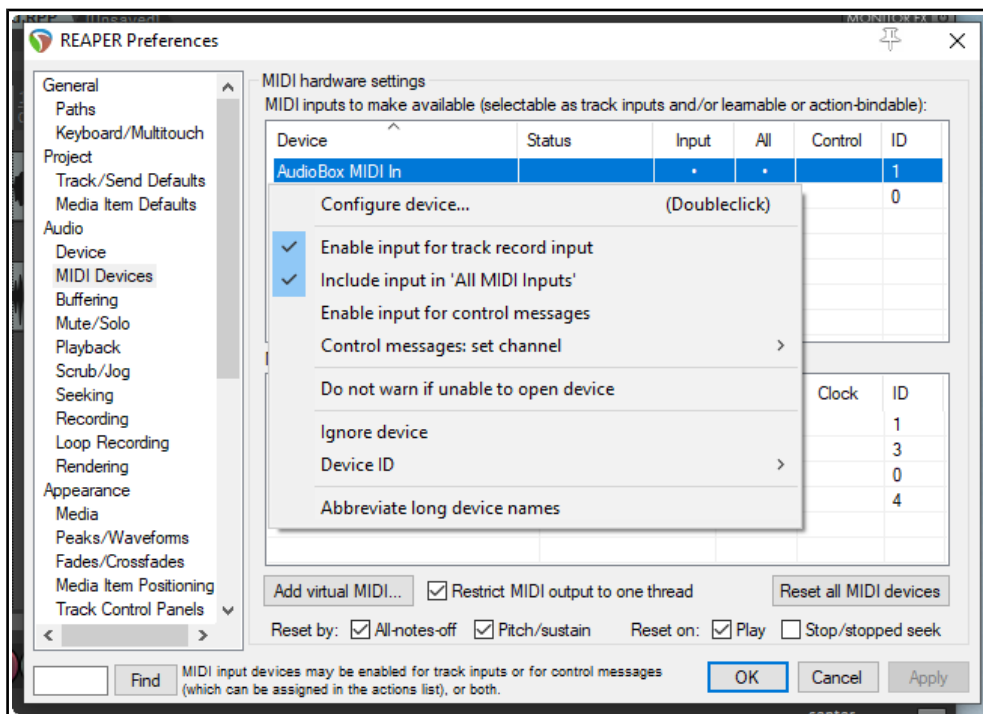 .RPP [Unsaved]
MONITOR FX
REAPER Preferences
General
Paths
Keyboard/Multitouch
Project
Track/Send Defaults
Media Item Defaults
Audio
Device
MIDI Devices
Buffering
Mute/Solo
Playback
Scrub/Jog
Seeking
Recording
Loop Recording
Rendering
Appearance
Media
Peaks/Waveforms
Fades/Crossfades
Media Item Positioning
Track Control Panels
MIDI hardware settings
MIDI inputs to make available (selectable as track inputs and/or learnable or action-bindable):
Device Status Input All Control ID
AudioBox MIDI In 1
0
Configure device... (Doubleclick)
Enable input for track record input
Include input in 'All MIDI Inputs'
Enable input for control messages
Control messages: set channel
Do not warn if unable to open device
Ignore device
Device ID
Abbreviate long device names
Clock ID
1
3
0
4
Add virtual MIDI... Restrict MIDI output to one thread Reset all MIDI devices
Reset by: All-notes-off Pitch/sustain Reset on: Play Stop/stopped seek
Find MIDI input devices may be enabled for track inputs or for control messages
(which can be assigned in the actions list), or both.
OK Cancel Apply
center